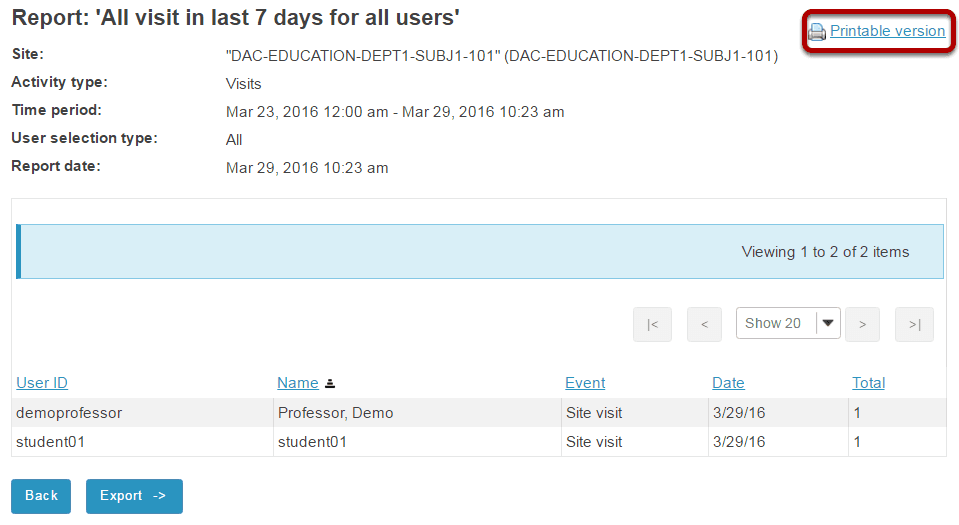 Report: 'All visit in last 7 days for all users'
Printable version
Site: "DAC-EDUCATION-DEPT1-SUBJ1-101" (DAC-EDUCATION-DEPT1-SUBJ1-101)
Activity type: Visits
Time period: Mar 23, 2016 12:00 am - Mar 29, 2016 10:23 am
User selection type: All
Report date: Mar 29, 2016 10:23 am
Viewing 1 to 2 of 2 items
|< < Show 20 > >|
User ID Name Event Date Total
demoprofessor Professor, Demo Site visit 3/29/16 1
student01 student01 Site visit 3/29/16 1
Back Export ->